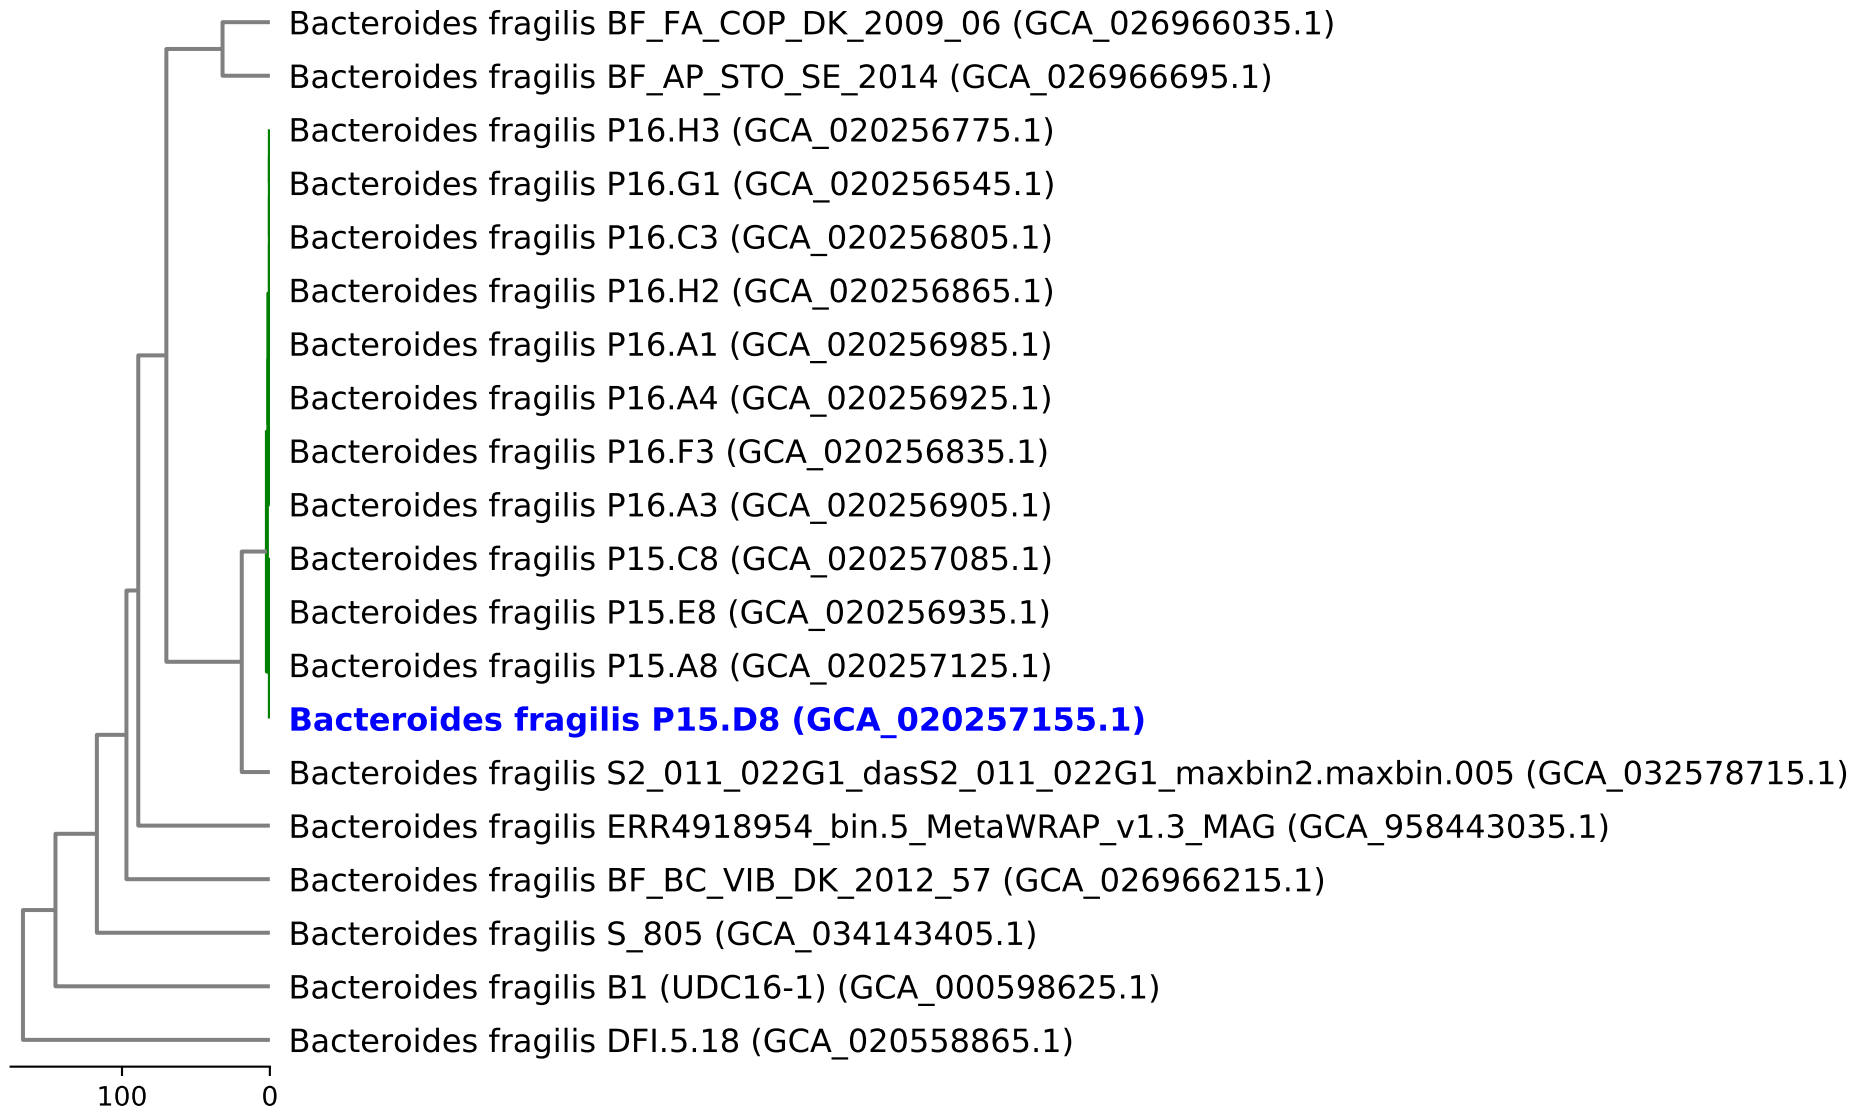 Bacteroides fragilis BF_FA_COP_DK_2009_06 (GCA_026966035.1)
Bacteroides fragilis BF_AP_STO_SE_2014 (GCA_026966695.1)
Bacteroides fragilis P16.H3 (GCA_020256775.1)
Bacteroides fragilis P16.G1 (GCA_020256545.1)
Bacteroides fragilis P16.C3 (GCA_020256805.1)
Bacteroides fragilis P16.H2 (GCA_020256865.1)
Bacteroides fragilis P16.A1 (GCA_020256985.1)
Bacteroides fragilis P16.A4 (GCA_020256925.1)
Bacteroides fragilis P16.F3 (GCA_020256835.1)
Bacteroides fragilis P16.A3 (GCA_020256905.1)
Bacteroides fragilis P15.C8 (GCA_020257085.1)
Bacteroides fragilis P15.E8 (GCA_020256935.1)
Bacteroides fragilis P15.A8 (GCA_020257125.1)
Bacteroides fragilis P15.D8 (GCA_020257155.1)
Bacteroides fragilis S2_011_022G1_dasS2_011_022G1_maxbin2.maxbin.005 (GCA_032578715.1)
Bacteroides fragilis ERR4918954_bin.5_MetaWRAP_v1.3_MAG (GCA_958443035.1)
Bacteroides fragilis BF_BC_VIB_DK_2012_57 (GCA_026966215.1)
Bacteroides fragilis S_805 (GCA_034143405.1)
Bacteroides fragilis B1 (UDC16-1) (GCA_000598625.1)
Bacteroides fragilis DFI.5.18 (GCA_020558865.1)
100 0